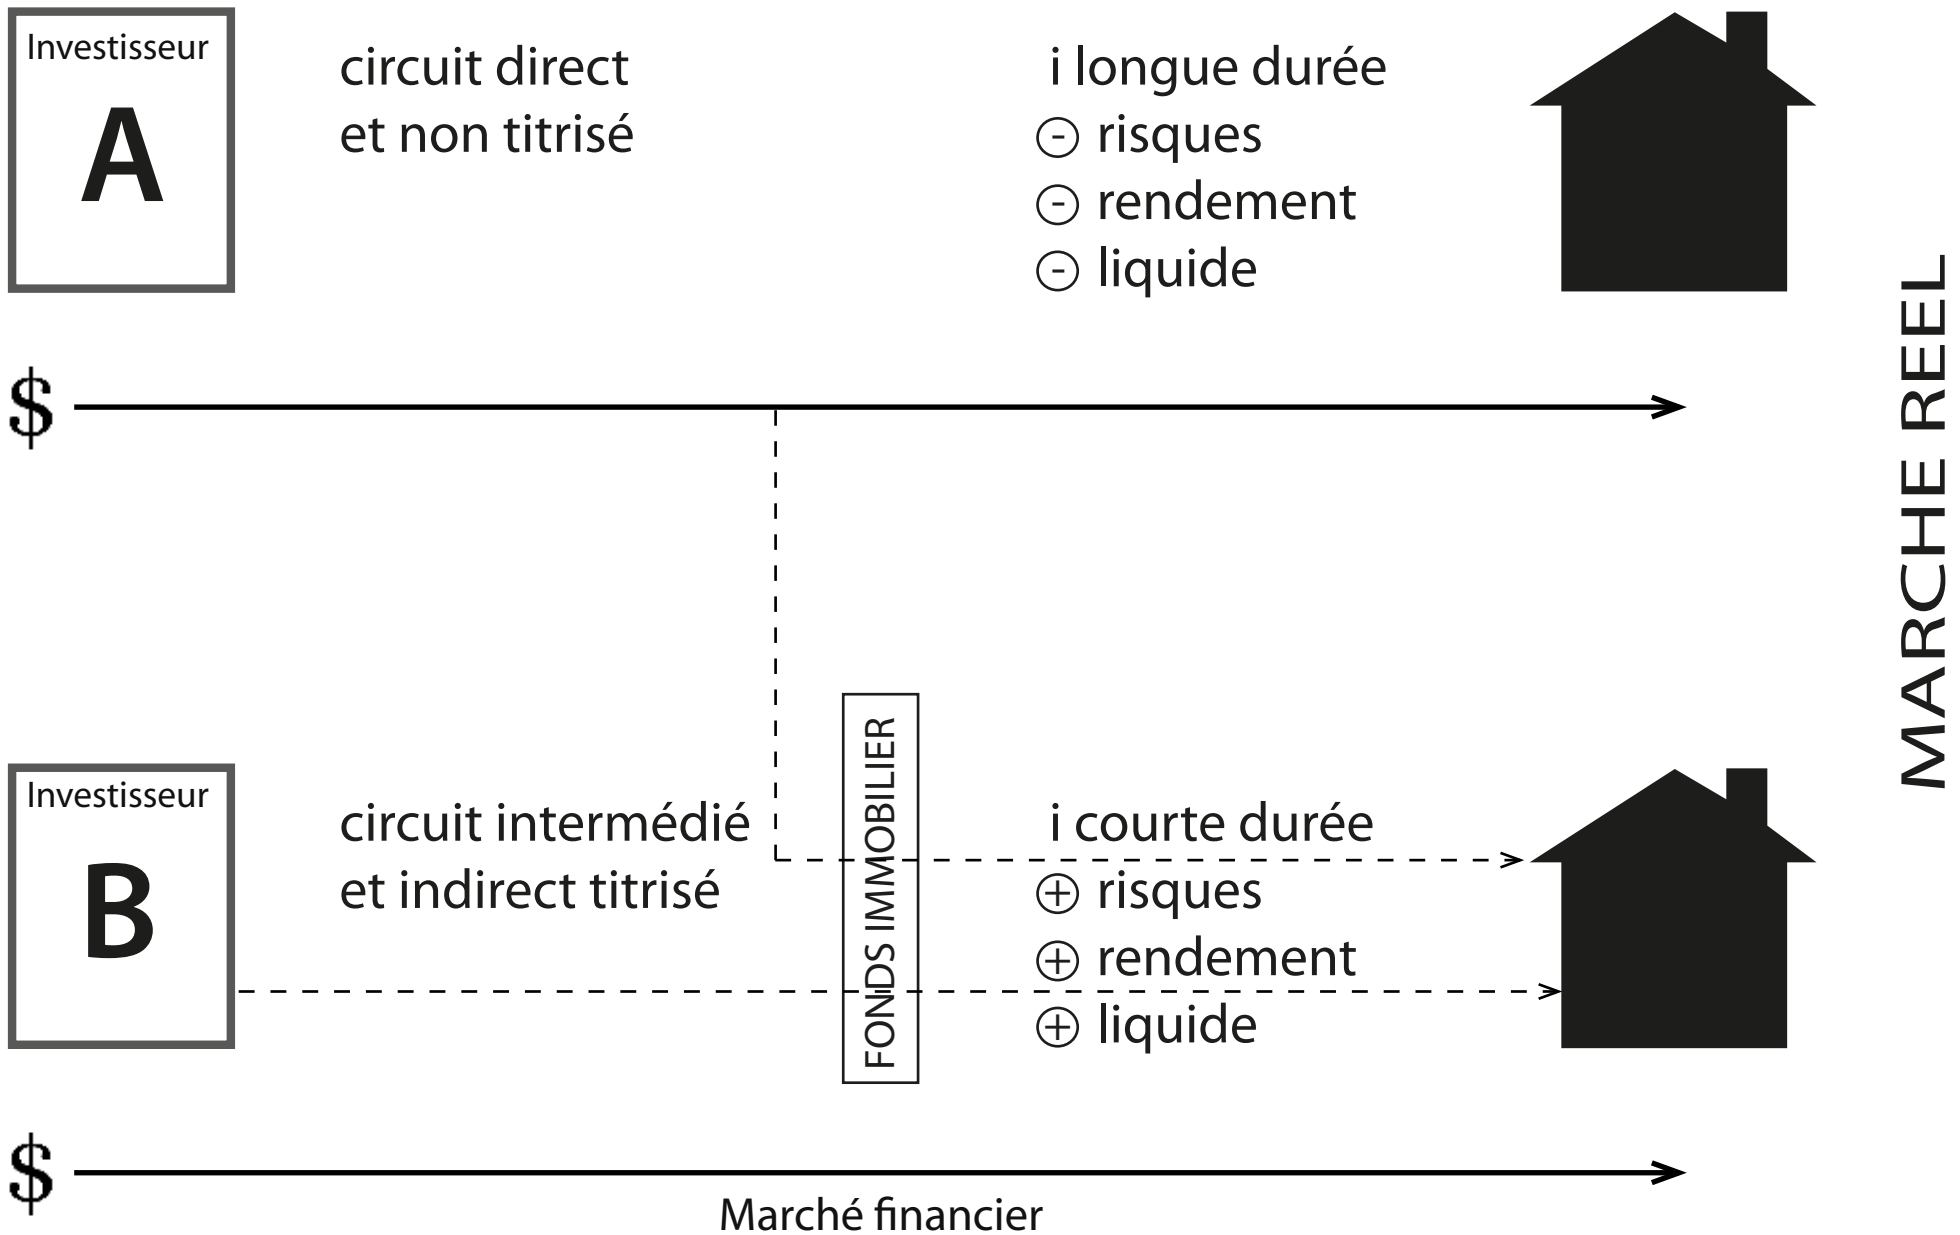 Investisseur
A
circuit direct
et non titrisé
i longue durée
- risques
- rendement
- liquide
$
MARCHE REEL
FONDS IMMOBILIER
Investisseur
B
circuit intermédié
et indirect titrisé
i courte durée
+ risques
+ rendement
+ liquide
$
Marché financier